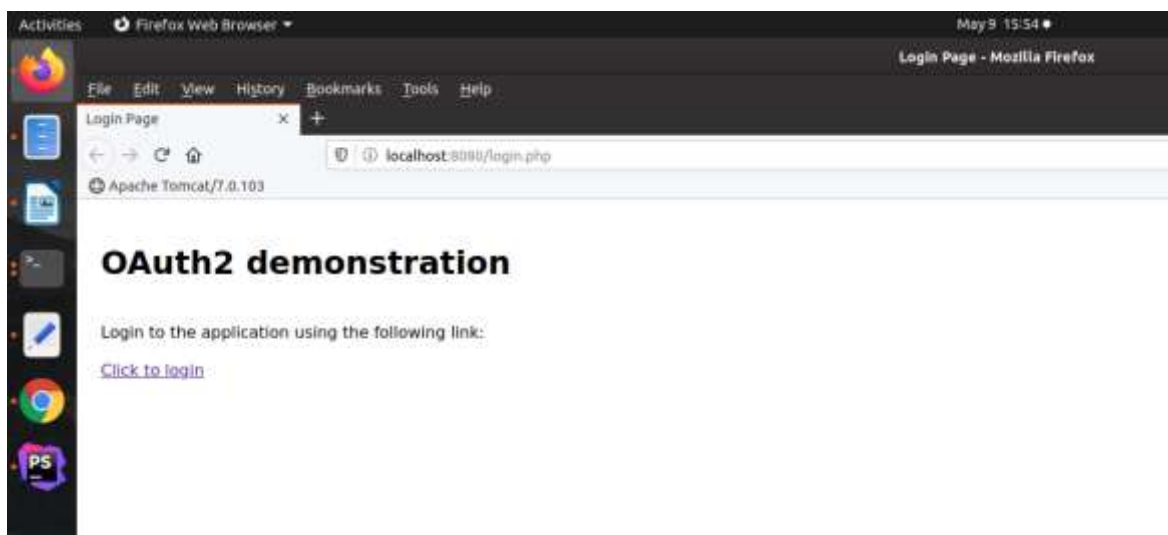 Activities Firefox Web Browser May 9 15:54
Login Page - Mozilla Firefox
File Edit View History Bookmarks Tools Help
Login Page
localhost:8080/login.php
Apache Tomcat/7.0.103
OAuth2 demonstration
Login to the application using the following link:
Click to login
PS